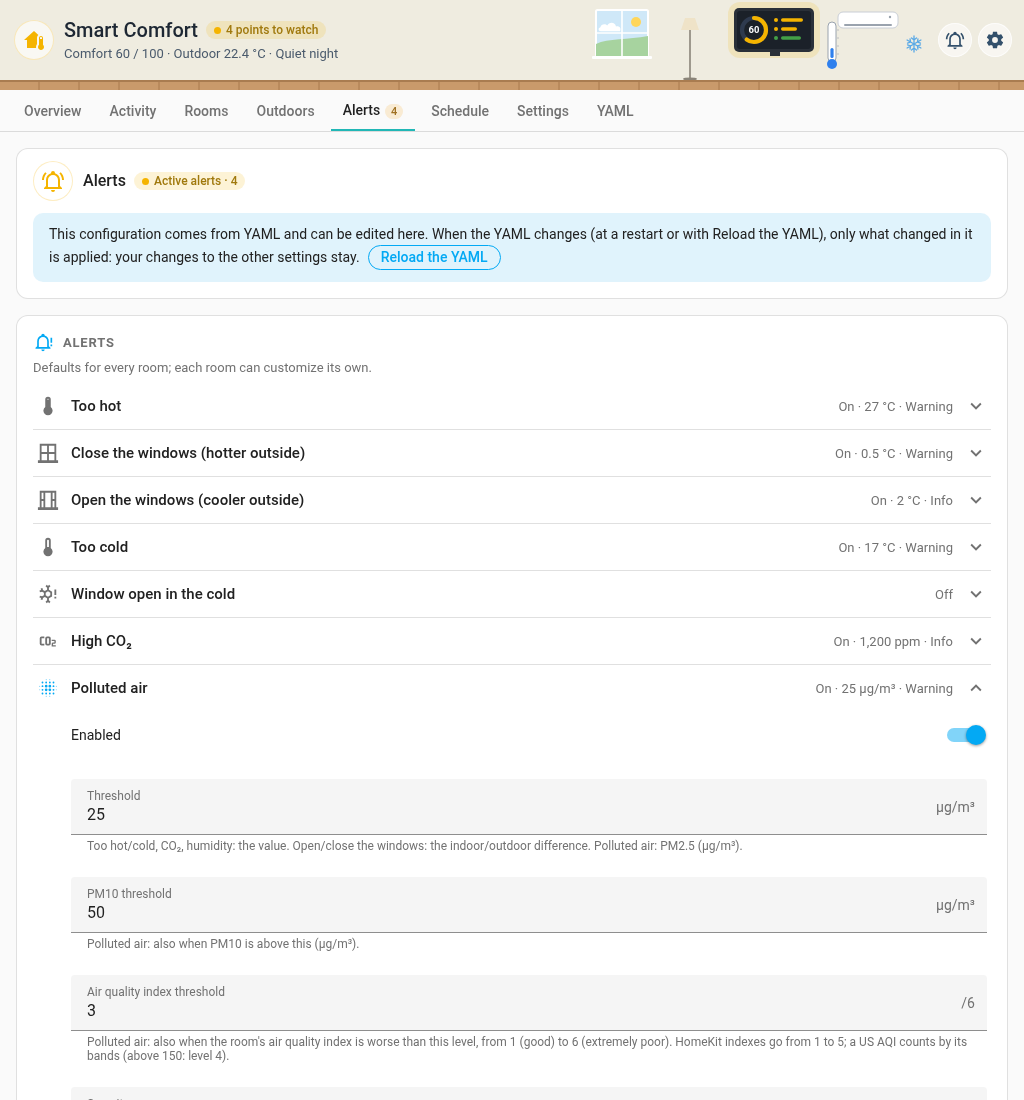 Smart Comfort
4 points to watch
Comfort 60 / 100 · Outdoor 22.4 °C · Quiet night
60
Overview
Activity
Rooms
Outdoors
Alerts 4
Schedule
Settings
YAML
Alerts
Active alerts · 4
This configuration comes from YAML and can be edited here. When the YAML changes (at a restart or with Reload the YAML), only what changed in it
is applied: your changes to the other settings stay. Reload the YAML
ALERTS
Defaults for every room; each room can customize its own.
Too hot
On · 27 °C · Warning
Close the windows (hotter outside)
On · 0.5 °C · Warning
Open the windows (cooler outside)
On · 2 °C · Info
Too cold
On · 17 °C · Warning
Window open in the cold
Off
CO2
High CO₂
On · 1,200 ppm · Info
Polluted air
On · 25 µg/m³ · Warning
Enabled
Threshold
25
µg/m³
Too hot/cold, CO₂, humidity: the value. Open/close the windows: the indoor/outdoor difference. Polluted air: PM2.5 (µg/m³).
PM10 threshold
50
µg/m³
Polluted air: also when PM10 is above this (µg/m³).
Air quality index threshold
3
/6
Polluted air: also when the room's air quality index is worse than this level, from 1 (good) to 6 (extremely poor). HomeKit indexes go from 1 to 5; a US AQI counts by its
bands (above 150: level 4).